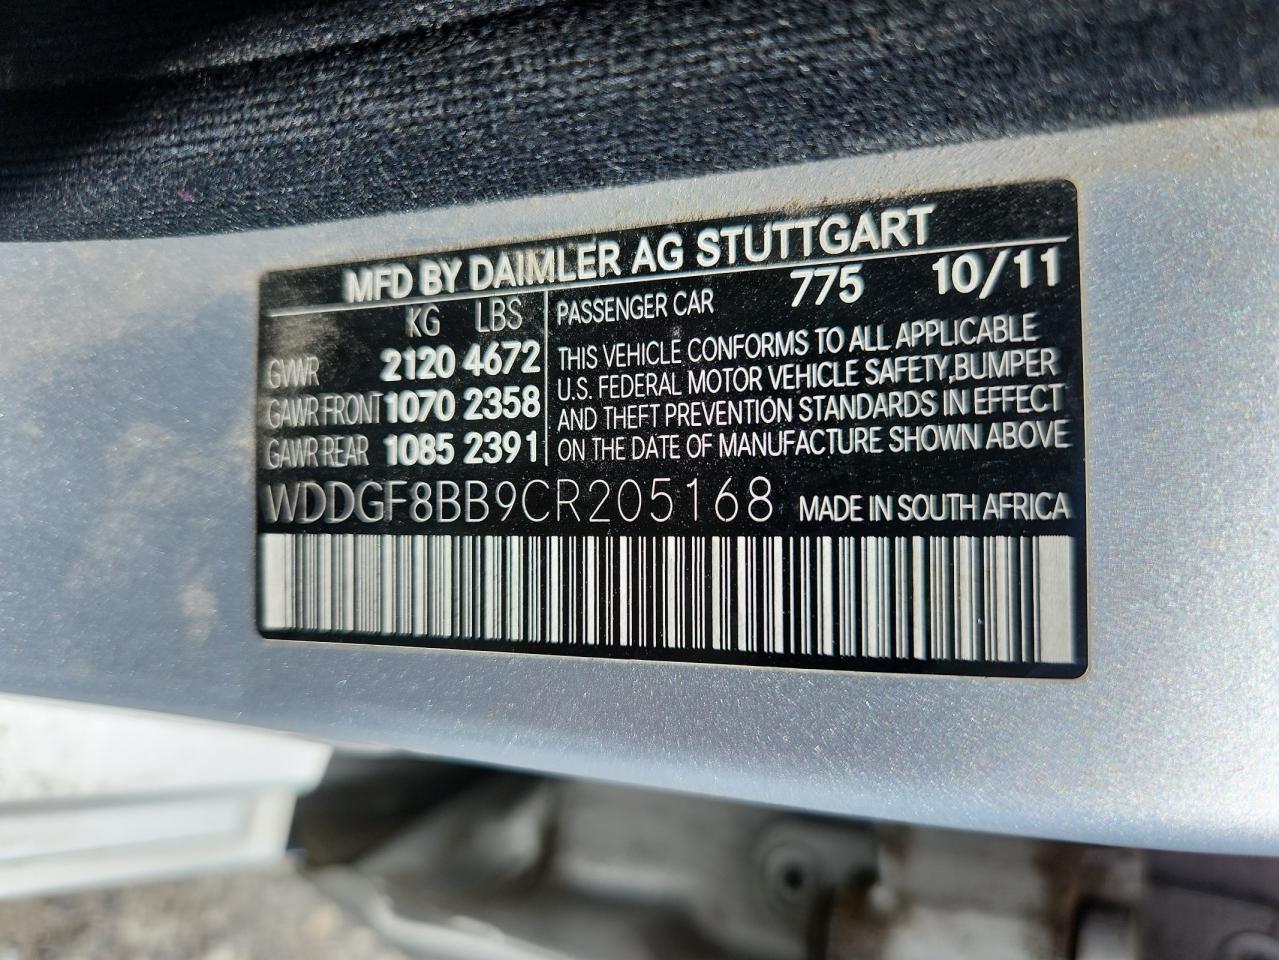 MFD BY DAIMLER AG STUTTGART
KG LBS
GVWR 2120 4672
GAWR FRONT 1070 2358
GAWR REAR 1085 2391
PASSENGER CAR 775 10/11
THIS VEHICLE CONFORMS TO ALL APPLICABLE
U.S. FEDERAL MOTOR VEHICLE SAFETY,BUMPER
AND THEFT PREVENTION STANDARDS IN EFFECT
ON THE DATE OF MANUFACTURE SHOWN ABOVE
WDDGF8BB9CR205168 MADE IN SOUTH AFRICA